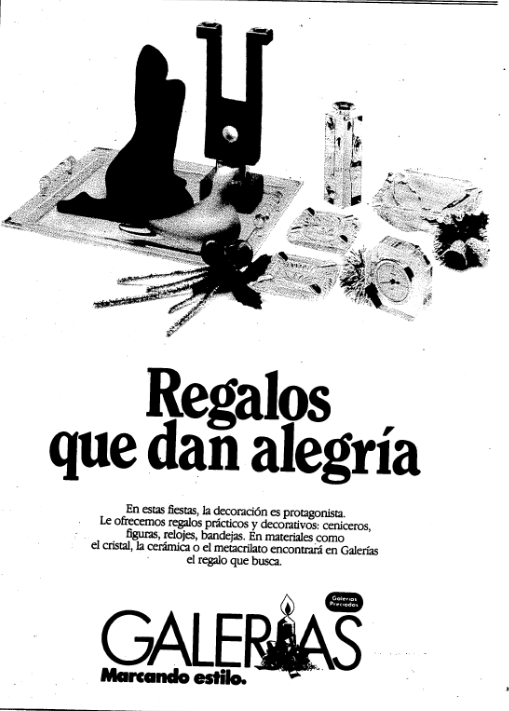 Regalos
que dan alegría
En estas fiestas, la decoración es protagonista.
Le ofrecemos regalos prácticos y decorativos: ceniceros,
figuras, relojes, bandejas. En materiales como
el cristal, la cerámica o el metacrilato encontrará en Galerías
el regalo que busca.
Galerías
Preciados
GALERIAS
Marcando estilo.